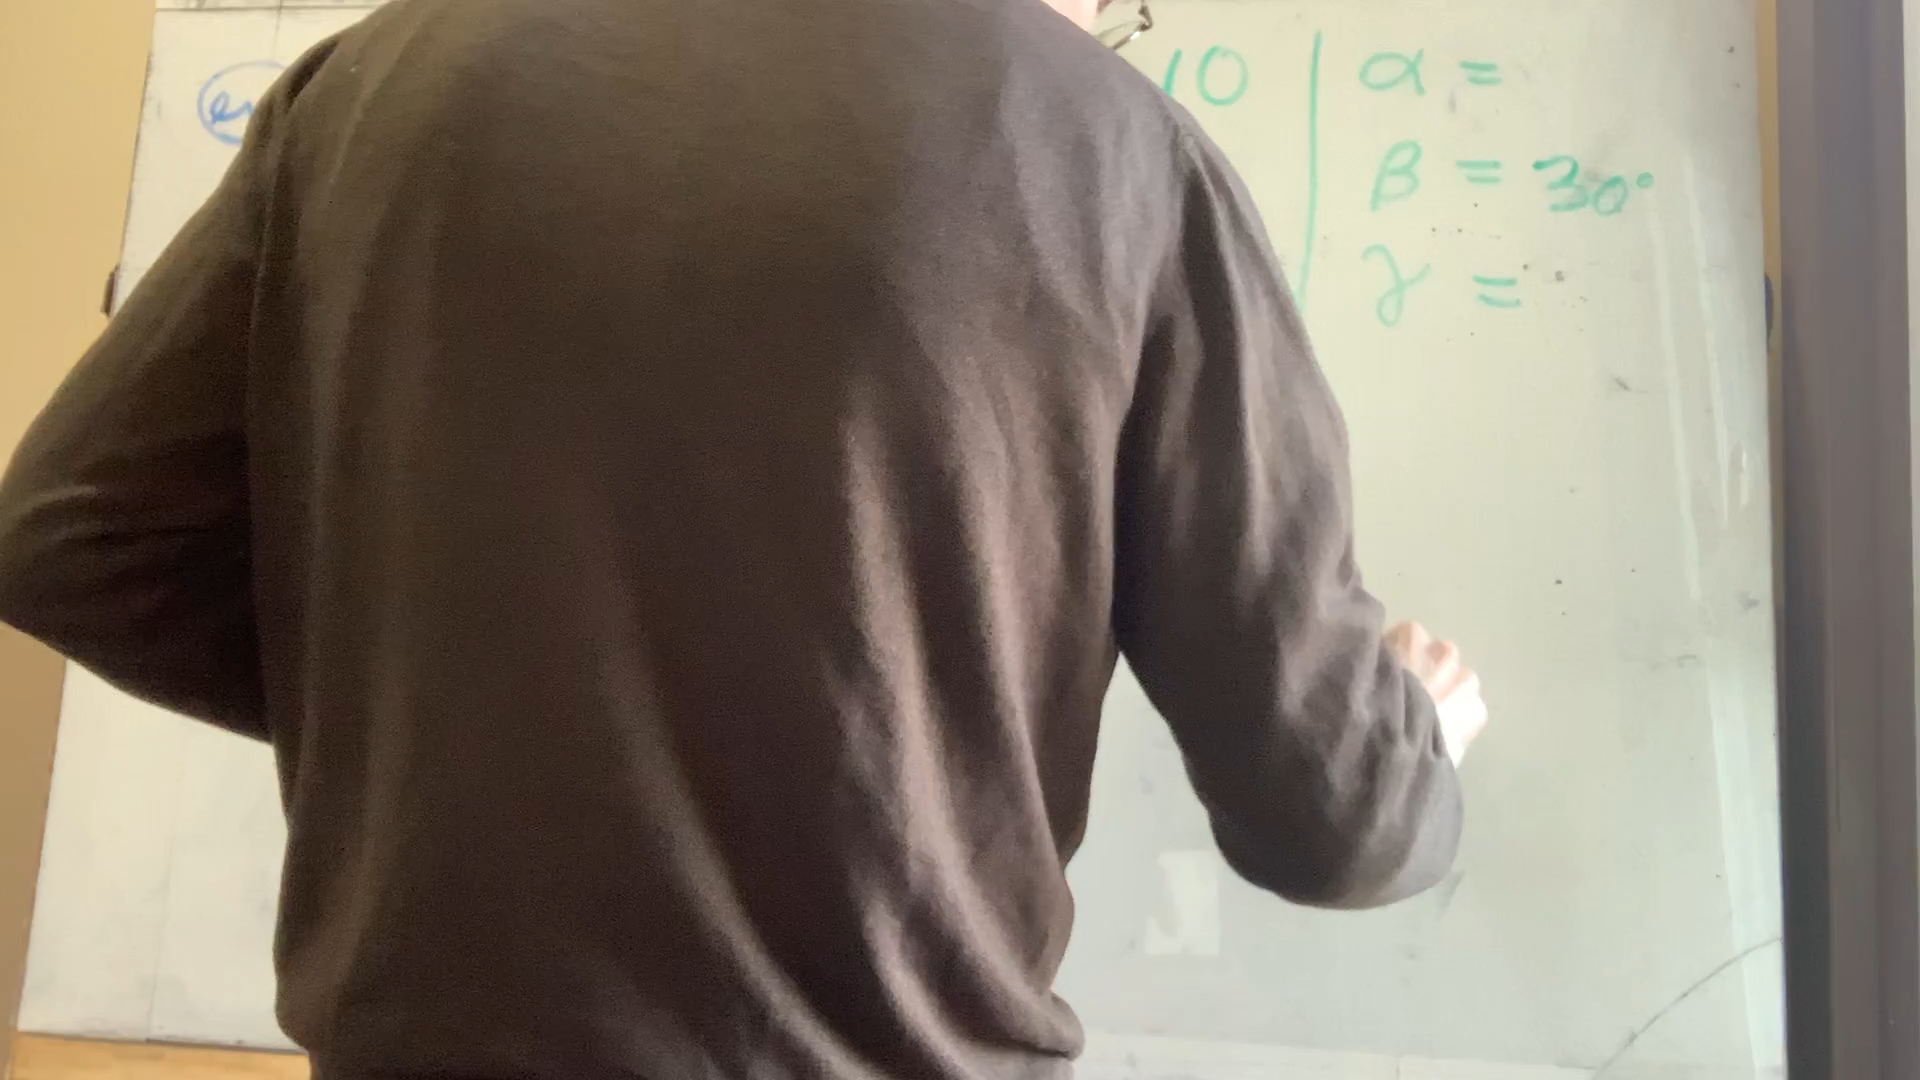 10 | α =
β = 30°
γ =